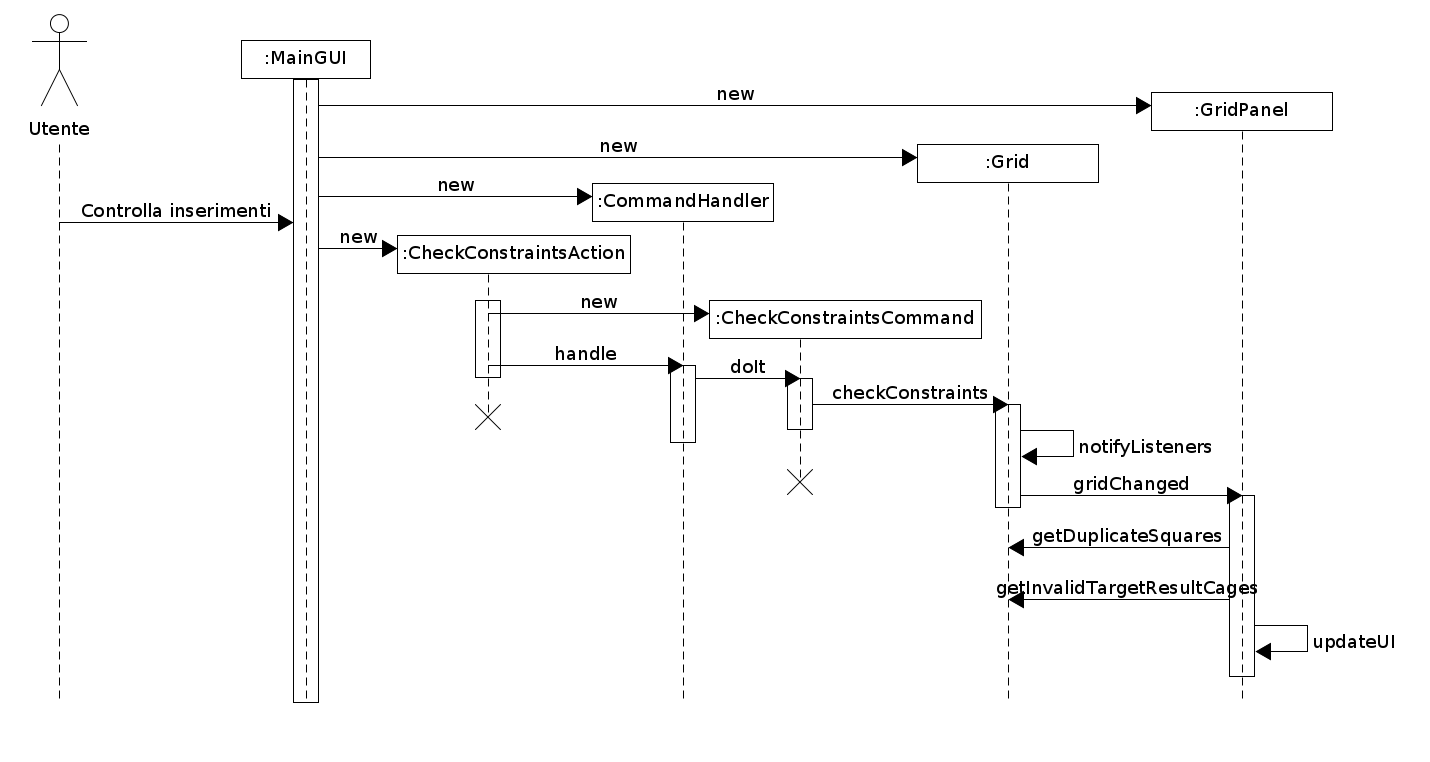 :MainGUI
new
:GridPanel
Utente
new
:Grid
new
:CommandHandler
Controlla inserimenti
new
:CheckConstraintsAction
new
:CheckConstraintsCommand
handle
doIt
checkConstraints
notifyListeners
gridChanged
getDuplicateSquares
getInvalidTargetResultCages
updateUI